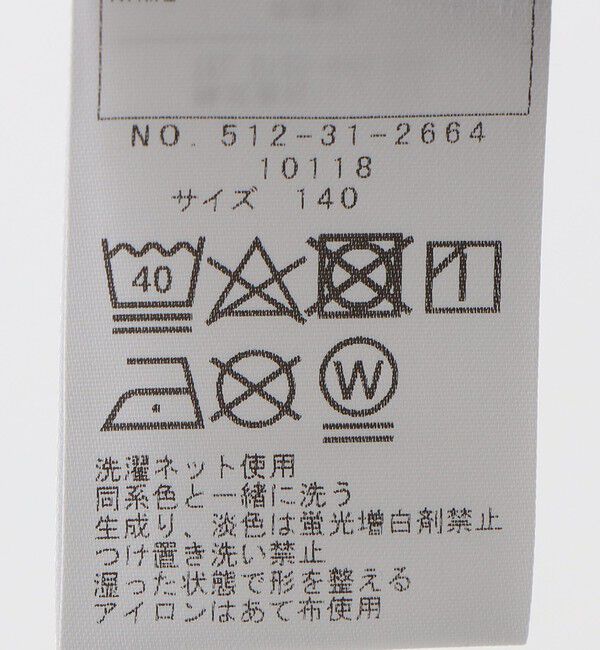 NO. 512-31-2664
10118
サイズ 140
40
W
洗濯ネット使用
同系色と一緒に洗う
生成り、淡色は蛍光増白剤禁止
つけ置き洗い禁止
湿った状態で形を整える
アイロンはあて布使用